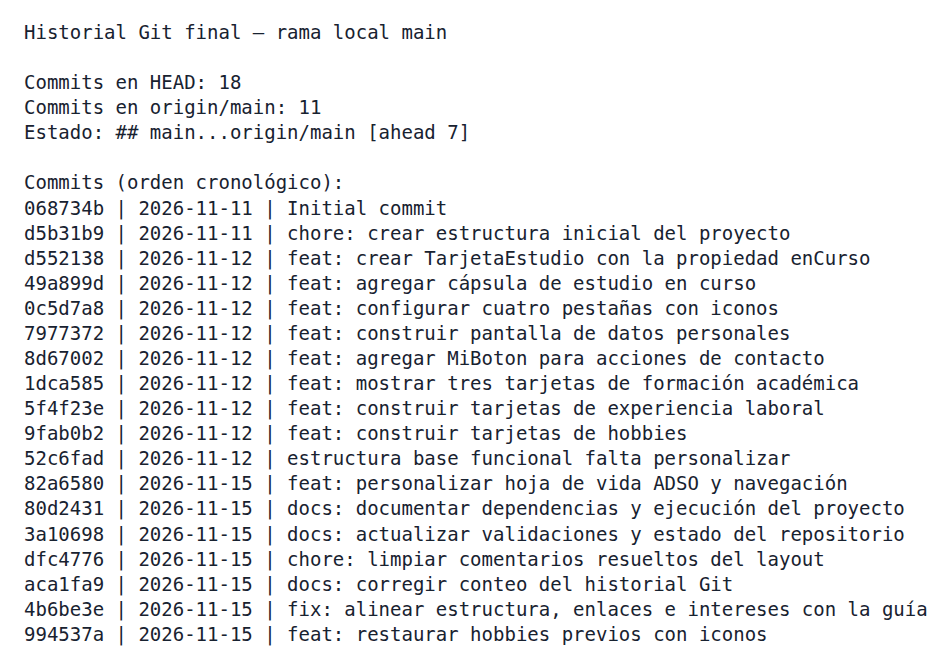 Historial Git final — rama local main
Commits en HEAD: 18
Commits en origin/main: 11
Estado: ## main...origin/main [ahead 7]
Commits (orden cronológico):
068734b | 2026-11-11 | Initial commit
d5b31b9 | 2026-11-11 | chore: crear estructura inicial del proyecto
d552138 | 2026-11-12 | feat: crear TarjetaEstudio con la propiedad enCurso
49a899d | 2026-11-12 | feat: agregar cápsula de estudio en curso
0c5d7a8 | 2026-11-12 | feat: configurar cuatro pestañas con iconos
7977372 | 2026-11-12 | feat: construir pantalla de datos personales
8d67002 | 2026-11-12 | feat: agregar MiBoton para acciones de contacto
1dca585 | 2026-11-12 | feat: mostrar tres tarjetas de formación académica
5f4f23e | 2026-11-12 | feat: construir tarjetas de experiencia laboral
9fab0b2 | 2026-11-12 | feat: construir tarjetas de hobbies
52c6fad | 2026-11-12 | estructura base funcional falta personalizar
82a6580 | 2026-11-15 | feat: personalizar hoja de vida ADSO y navegación
80d2431 | 2026-11-15 | docs: documentar dependencias y ejecución del proyecto
3a10698 | 2026-11-15 | docs: actualizar validaciones y estado del repositorio
dfc4776 | 2026-11-15 | chore: limpiar comentarios resueltos del layout
aca1fa9 | 2026-11-15 | docs: corregir conteo del historial Git
4b6be3e | 2026-11-15 | fix: alinear estructura, enlaces e intereses con la guía
994537a | 2026-11-15 | feat: restaurar hobbies previos con iconos